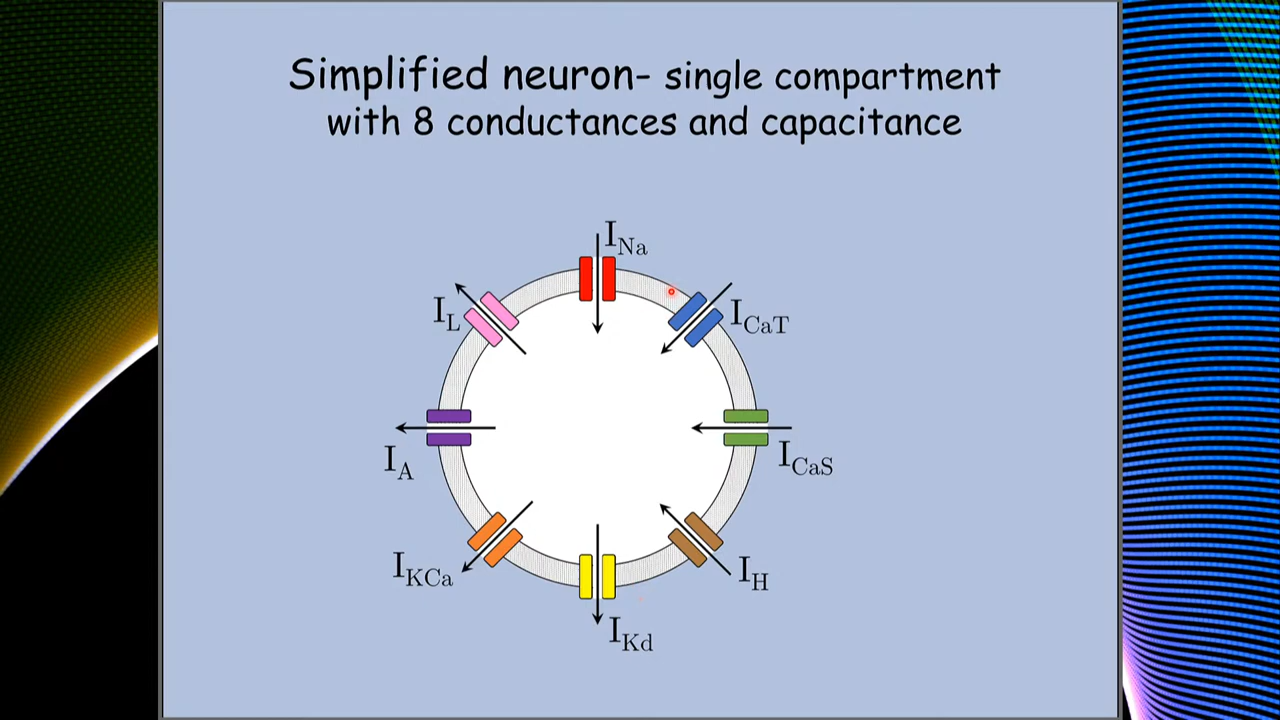 Simplified neuron- single compartment
with 8 conductances and capacitance
I_Na
I_L
I_CaT
I_A
I_CaS
I_KCa
I_H
I_Kd